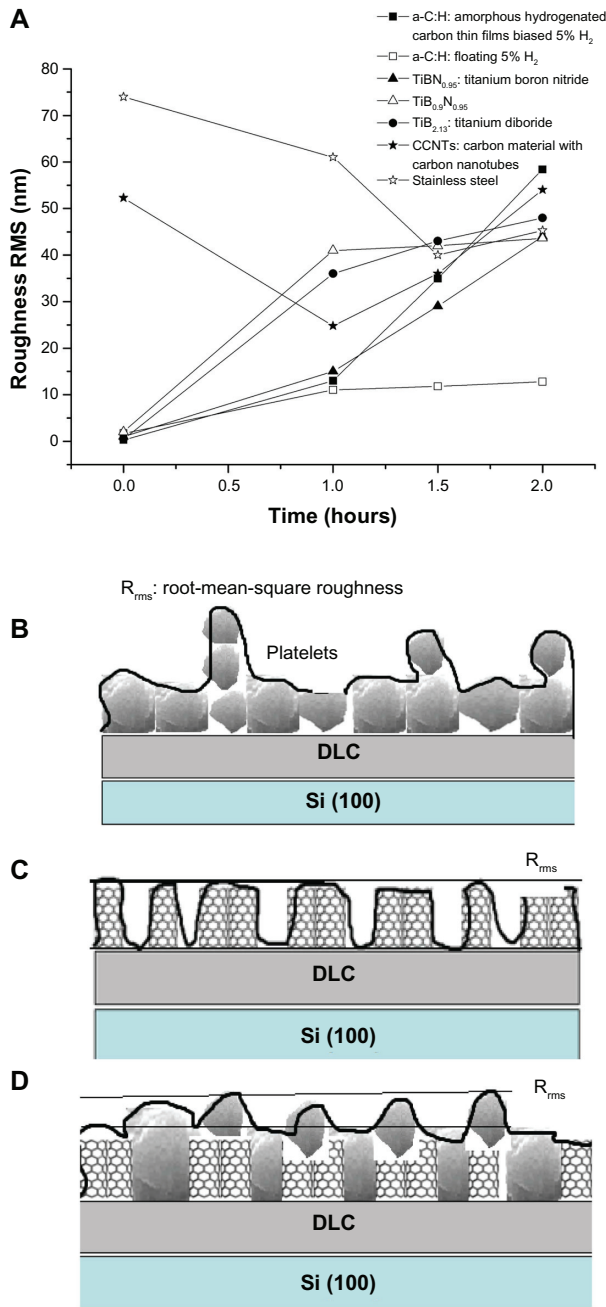 A
a-C:H: amorphous hydrogenated
carbon thin films biased 5% H₂
a-C:H: floating 5% H₂
TiBN₀.₉₅: titanium boron nitride
TiB₀.₉N₀.₉₅
TiB₂.₁₃: titanium diboride
CCNTs: carbon material with
carbon nanotubes
Stainless steel
Roughness RMS (nm)
80
70
60
50
40
30
20
10
0
0.0
0.5
1.0
1.5
2.0
Time (hours)
Rrms: root-mean-square roughness
B
Platelets
DLC
Si (100)
C
Rrms
DLC
Si (100)
D
Rrms
DLC
Si (100)